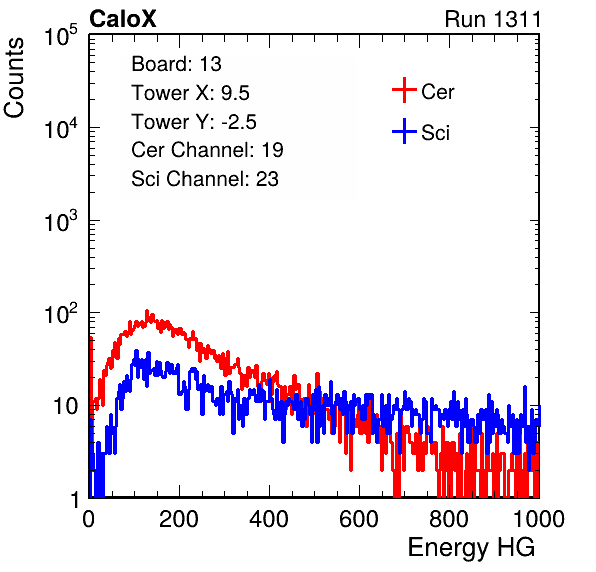 CaloX Run 1311
Counts
10^5
10^4
10^3
10^2
10
1
Board: 13
Tower X: 9.5
Tower Y: -2.5
Cer Channel: 19
Sci Channel: 23
Cer
Sci
0 200 400 600 800 1000
Energy HG